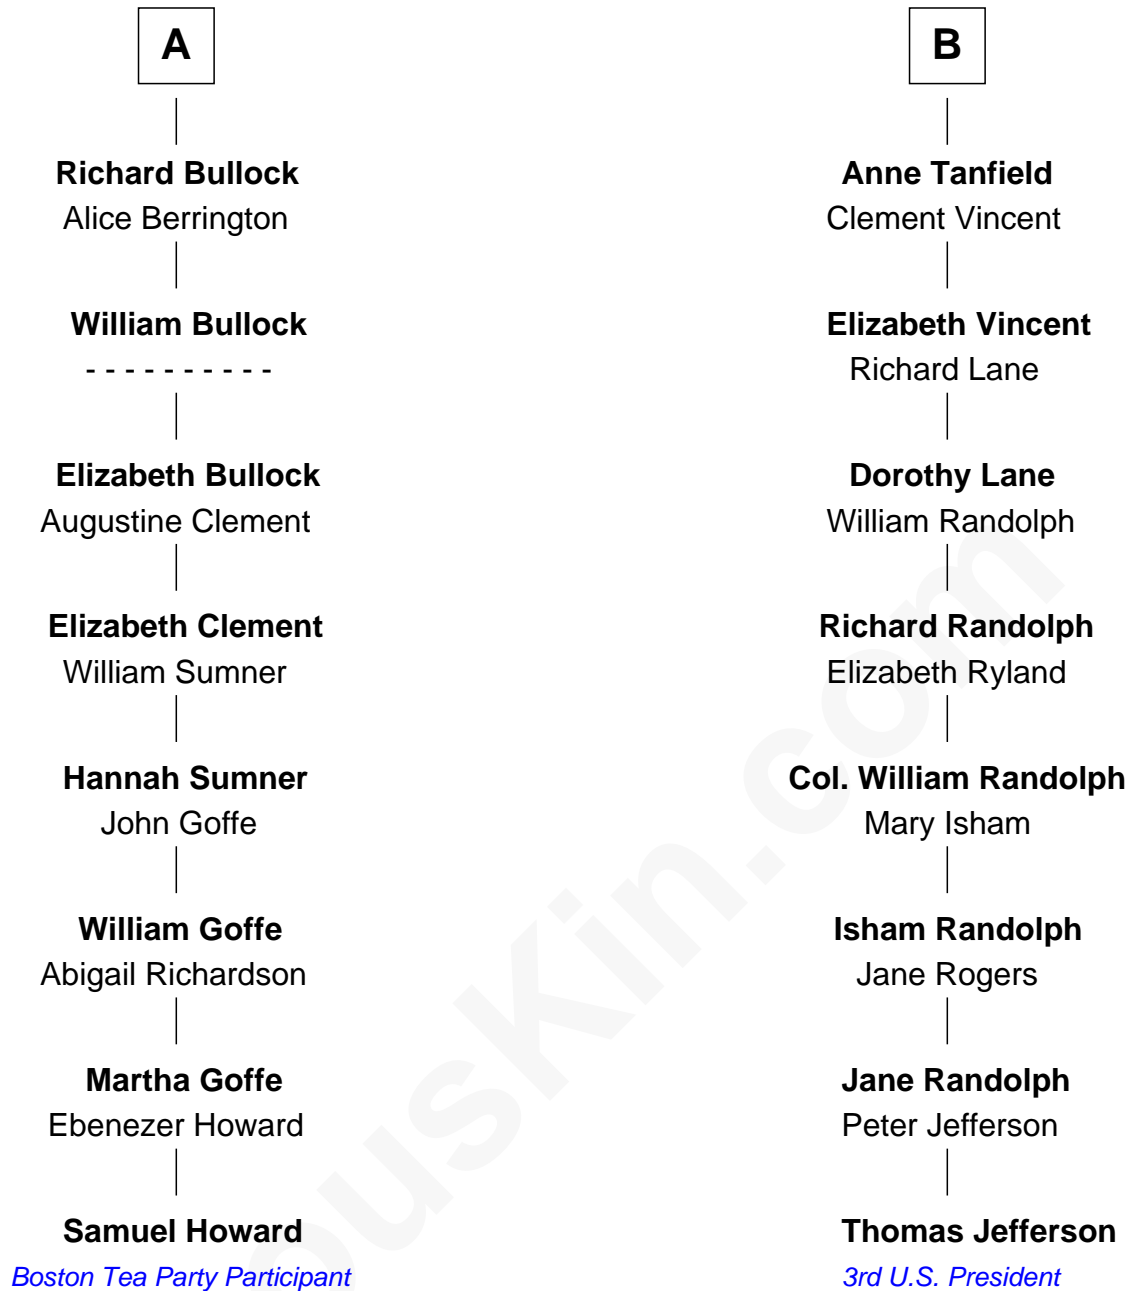 A
Richard Bullock
Alice Berrington
William Bullock
- - - - - - - - - -
Elizabeth Bullock
Augustine Clement
Elizabeth Clement
William Sumner
Hannah Sumner
John Goffe
William Goffe
Abigail Richardson
Martha Goffe
Ebenezer Howard
Samuel Howard
Boston Tea Party Participant
B
Anne Tanfield
Clement Vincent
Elizabeth Vincent
Richard Lane
Dorothy Lane
William Randolph
Richard Randolph
Elizabeth Ryland
Col. William Randolph
Mary Isham
Isham Randolph
Jane Rogers
Jane Randolph
Peter Jefferson
Thomas Jefferson
3rd U.S. President
ousKin.com